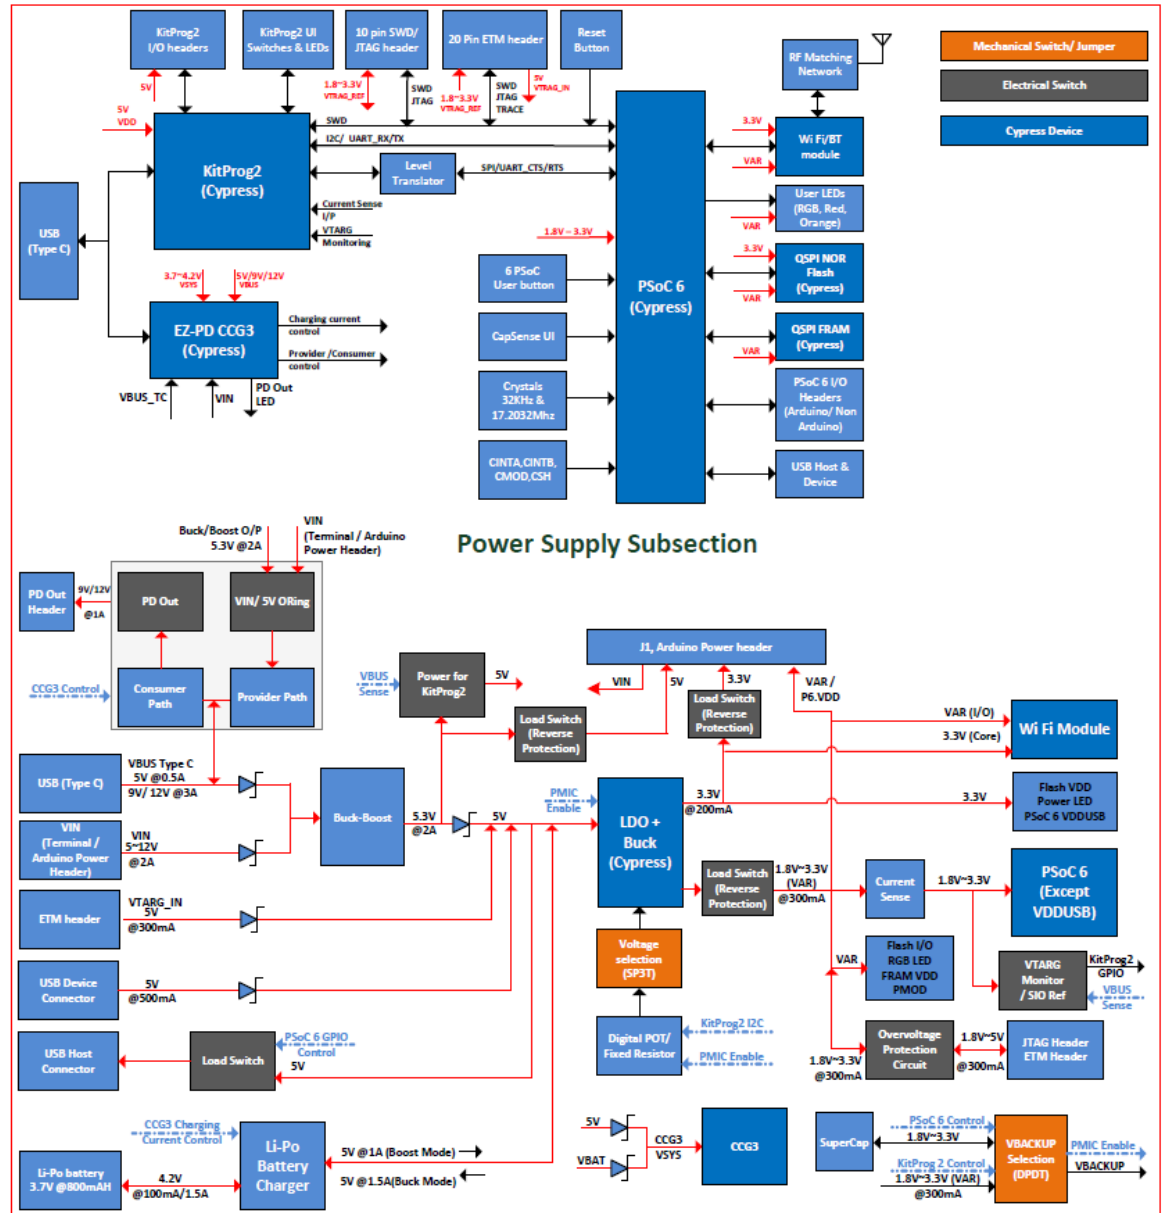 KitProg2
I/O headers
KitProg2 UI
Switches & LEDs
10 pin SWD/
JTAG header
20 Pin ETM header
Reset
Button
RF Matching
Network
Mechanical Switch/ Jumper
Electrical Switch
Cypress Device
5V
1.8~3.3V
VTRAG_REF
SWD
JTAG
1.8~3.3V
VTRAG_REF
SWD
JTAG
TRACE
5V
VTRAG_IN
5V
VDD
KitProg2
(Cypress)
SWD
I2C/ UART_RX/TX
Level
Translator
SPI/UART_CTS/RTS
Current Sense
I/P
VTARG
Monitoring
USB
(Type C)
3.7~4.2V
VSYS
5V/9V/12V
VBUS
EZ-PD CCG3
(Cypress)
Charging current
control
Provider /Consumer
control
VBUS_TC
VIN
PD Out
LED
1.8V – 3.3V
6 PSoC
User button
CapSense UI
Crystals
32KHz &
17.2032Mhz
CINTA,CINTB,
CMOD,CSH
PSoC 6
(Cypress)
3.3V
VAR
Wi Fi/BT
module
User LEDs
(RGB, Red,
Orange)
VAR
3.3V
QSPI NOR
Flash
(Cypress)
VAR
QSPI FRAM
(Cypress)
VAR
PSoC 6 I/O
Headers
(Arduino/ Non
Arduino)
USB Host &
Device
Power Supply Subsection
Buck/Boost O/P
5.3V @2A
VIN
(Terminal / Arduino
Power Header)
PD Out
Header
9V/12V
@1A
PD Out
VIN/ 5V ORing
CCG3 Control
Consumer
Path
Provider Path
VBUS
Sense
Power for
KitProg2
5V
J1, Arduino Power header
VIN
5V
3.3V
VAR /
P6.VDD
Load Switch
(Reverse
Protection)
Load Switch
(Reverse
Protection)
VAR (I/O)
3.3V (Core)
Wi Fi Module
USB (Type C)
VBUS Type C
5V @0.5A
9V/ 12V @3A
VIN
(Terminal /
Arduino Power
Header)
VIN
5~12V
@2A
Buck-Boost
5.3V
@2A
5V
PMIC
Enable
LDO +
Buck
(Cypress)
3.3V
@200mA
3.3V
Flash VDD
Power LED
PSoC 6 VDDUSB
Load Switch
(Reverse
Protection)
1.8V~3.3V
(VAR)
@300mA
Current
Sense
1.8V~3.3V
PSoC 6
(Except
VDDUSB)
ETM header
VTARG_IN
5V
@300mA
Voltage
selection
(SP3T)
VAR
Flash I/O
RGB LED
FRAM VDD
PMOD
VTARG
Monitor
/ SIO Ref
KitProg2
GPIO
VBUS
Sense
USB Device
Connector
5V
@500mA
USB Host
Connector
Load Switch
PSoC 6 GPIO
Control
5V
Digital POT/
Fixed Resistor
KitProg2 I2C
PMIC Enable
1.8V~3.3V
@300mA
Overvoltage
Protection
Circuit
1.8V~5V
@300mA
JTAG Header
ETM Header
CCG3 Charging
Current Control
Li-Po battery
3.7V @800mAH
4.2V
@100mA/1.5A
Li-Po
Battery
Charger
5V @1A (Boost Mode)
5V @1.5A(Buck Mode)
5V
VBAT
CCG3
VSYS
CCG3
SuperCap
PSoC 6 Control
1.8V~3.3V
KitProg 2 Control
1.8V~3.3V (VAR)
@300mA
VBACKUP
Selection
(DPDT)
PMIC Enable
VBACKUP